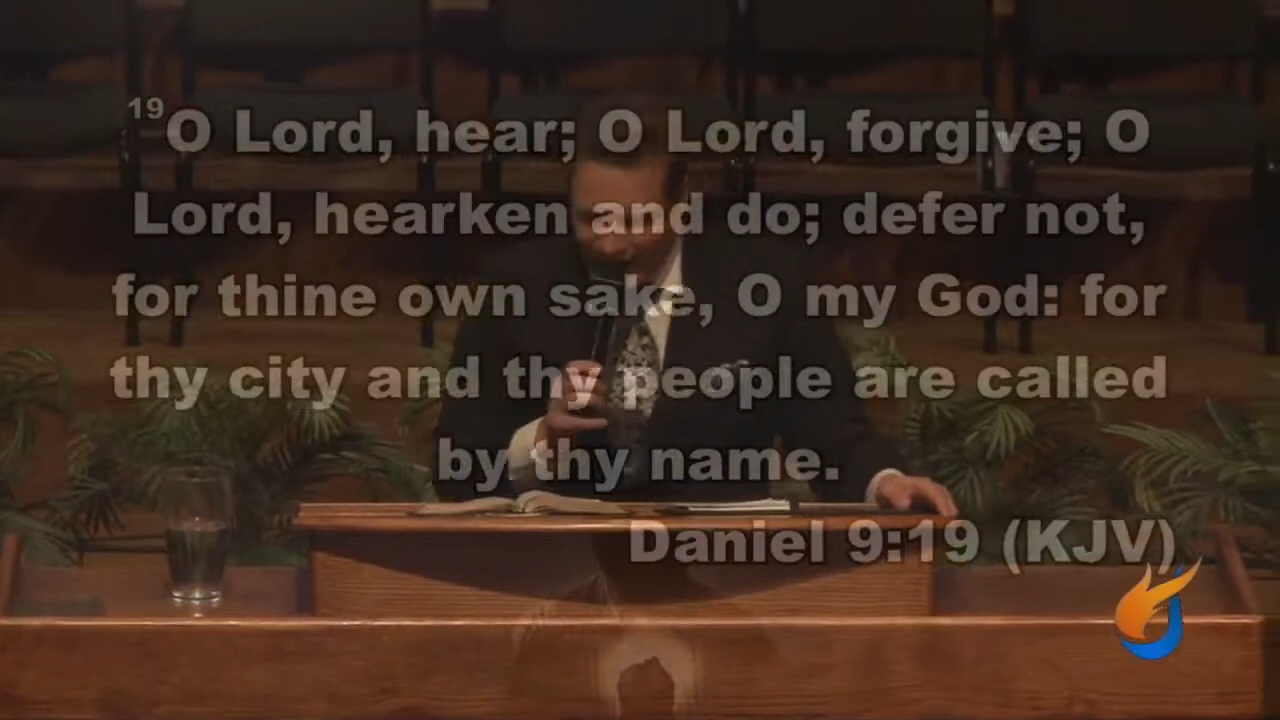 19O Lord, hear; O Lord, forgive; O
Lord, hearken and do; defer not,
for thine own sake, O my God: for
thy city and thy people are called
by thy name.
Daniel 9:19 (KJV)